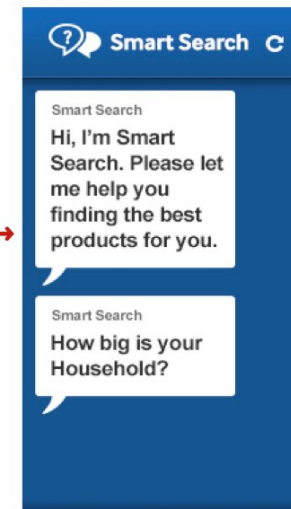 Smart Search
Smart Search
Hi, I'm Smart
Search. Please let
me help you
finding the best
products for you.
Smart Search
How big is your
Household?